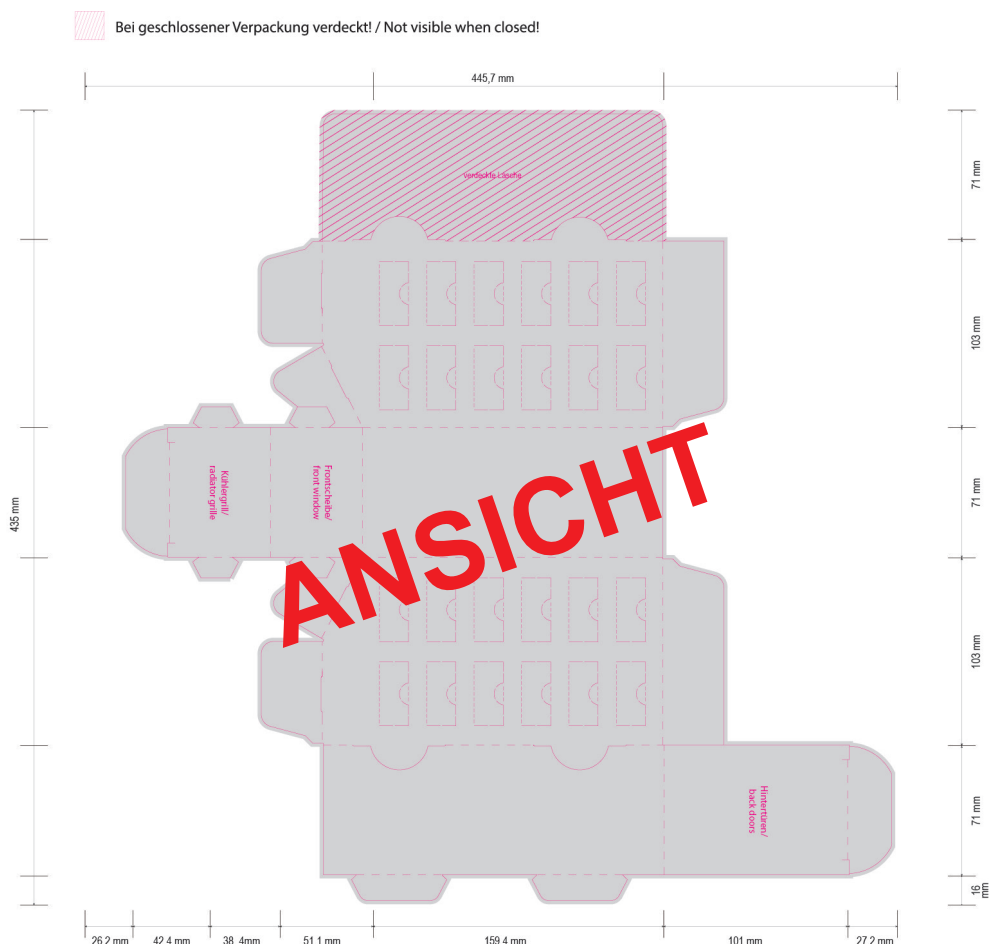 Bei geschlossener Verpackung verdeckt! / Not visible when closed!
445,7 mm
verdeckte Lasche
71 mm
103 mm
435 mm
Kühlergrill/
radiator grille
Frontscheibe/
front window
71 mm
ANSICHT
103 mm
Hintertüren/
back doors
71 mm
16
mm
26,2 mm
42,4 mm
38, 4mm
51,1 mm
159,4 mm
101 mm
27,2 mm